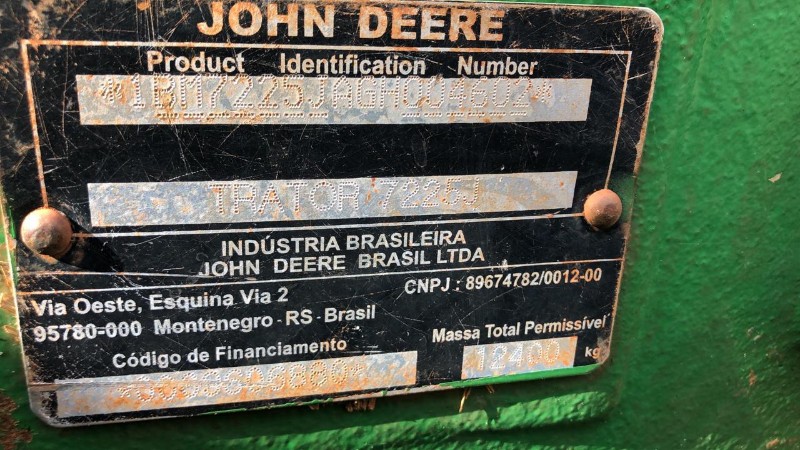 JOHN DEERE
Product Identification Number
*1BM7225JAGH004602*
TRATOR 7225J
INDÚSTRIA BRASILEIRA
JOHN DEERE BRASIL LTDA
Via Oeste, Esquina Via 2
CNPJ : 89674782/0012-00
95780-000 Montenegro - RS - Brasil
Código de Financiamento
Massa Total Permissível
12400 kg